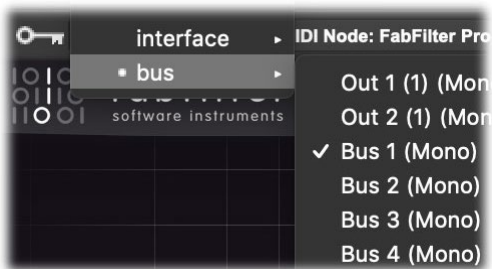 interface
IDI Node: FabFilter Pro
bus
software instruments
Out 1 (1) (Mon
Out 2 (1) (Mon
✓ Bus 1 (Mono)
Bus 2 (Mono)
Bus 3 (Mono)
Bus 4 (Mono)